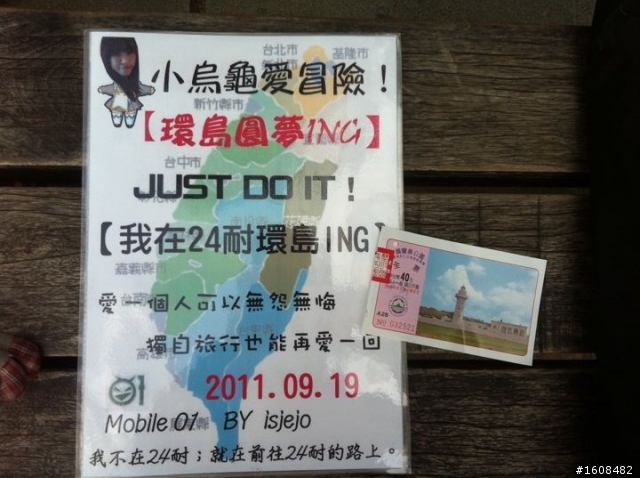 台北市 基隆市
小烏龜愛冒險！
新竹縣市
【環島圓夢ING】
台中市
JUST DO IT！
【我在24耐環島ING】
嘉義縣市
愛一個人可以無怨無悔
獨自旅行也能再愛一回
2011.09.19
Mobile 01 BY isjejo
我不在24耐；就在前往24耐的路上。
40
No 032521
#1608482